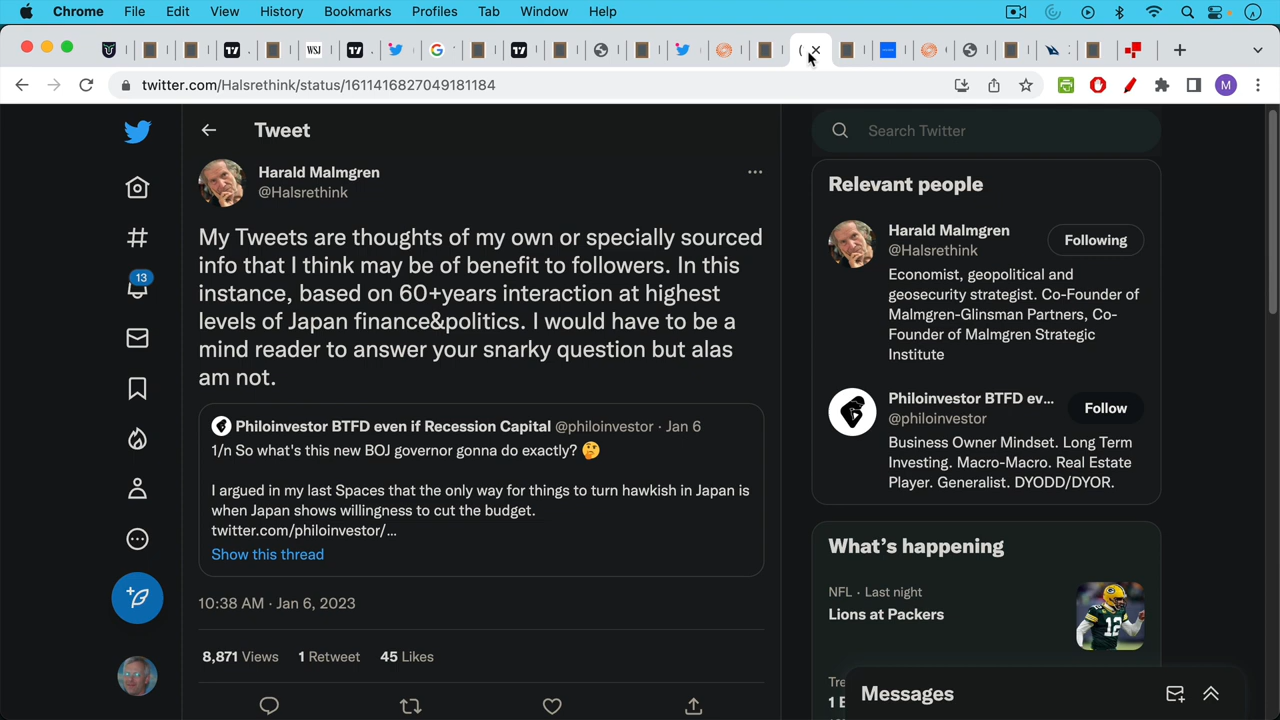 Chrome File Edit View History Bookmarks Profiles Tab Window Help
WSJ
twitter.com/Halsrethink/status/1611416827049181184
M
Tweet
Harald Malmgren
@Halsrethink
My Tweets are thoughts of my own or specially sourced
info that I think may be of benefit to followers. In this
instance, based on 60+years interaction at highest
levels of Japan finance&politics. I would have to be a
mind reader to answer your snarky question but alas
am not.
Philoinvestor BTFD even if Recession Capital @philoinvestor · Jan 6
1/n So what's this new BOJ governor gonna do exactly? 🤔
I argued in my last Spaces that the only way for things to turn hawkish in Japan is
when Japan shows willingness to cut the budget.
twitter.com/philoinvestor/…
Show this thread
10:38 AM · Jan 6, 2023
8,871 Views 1 Retweet 45 Likes
13
Search Twitter
Relevant people
Harald Malmgren
@Halsrethink
Following
Economist, geopolitical and
geosecurity strategist. Co-Founder of
Malmgren-Glinsman Partners, Co-
Founder of Malmgren Strategic
Institute
Philoinvestor BTFD ev...
@philoinvestor
Follow
Business Owner Mindset. Long Term
Investing. Macro-Macro. Real Estate
Player. Generalist. DYODD/DYOR.
What's happening
NFL · Last night
Lions at Packers
12
Messages